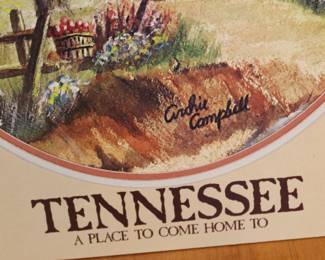 Archie
Campbell
TENNESSEE
A PLACE TO COME HOME TO